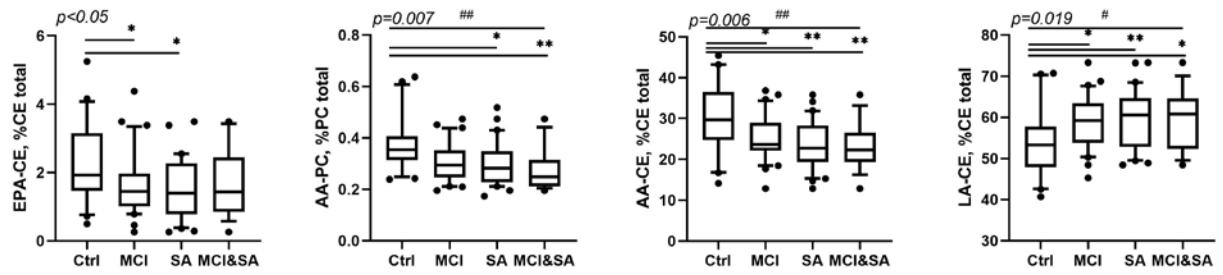 p<0.05
*
*
EPA-CE, %CE total
6
4
2
0
Ctrl MCI SA MCI&SA
p=0.007
##
*
**
AA-PC, %PC total
0.8
0.6
0.4
0.2
0.0
Ctrl MCI SA MCI&SA
p=0.006
##
*
**
**
AA-CE, %CE total
50
40
30
20
10
0
Ctrl MCI SA MCI&SA
p=0.019
#
*
**
*
LA-CE, %CE total
80
70
60
50
40
30
Ctrl MCI SA MCI&SA